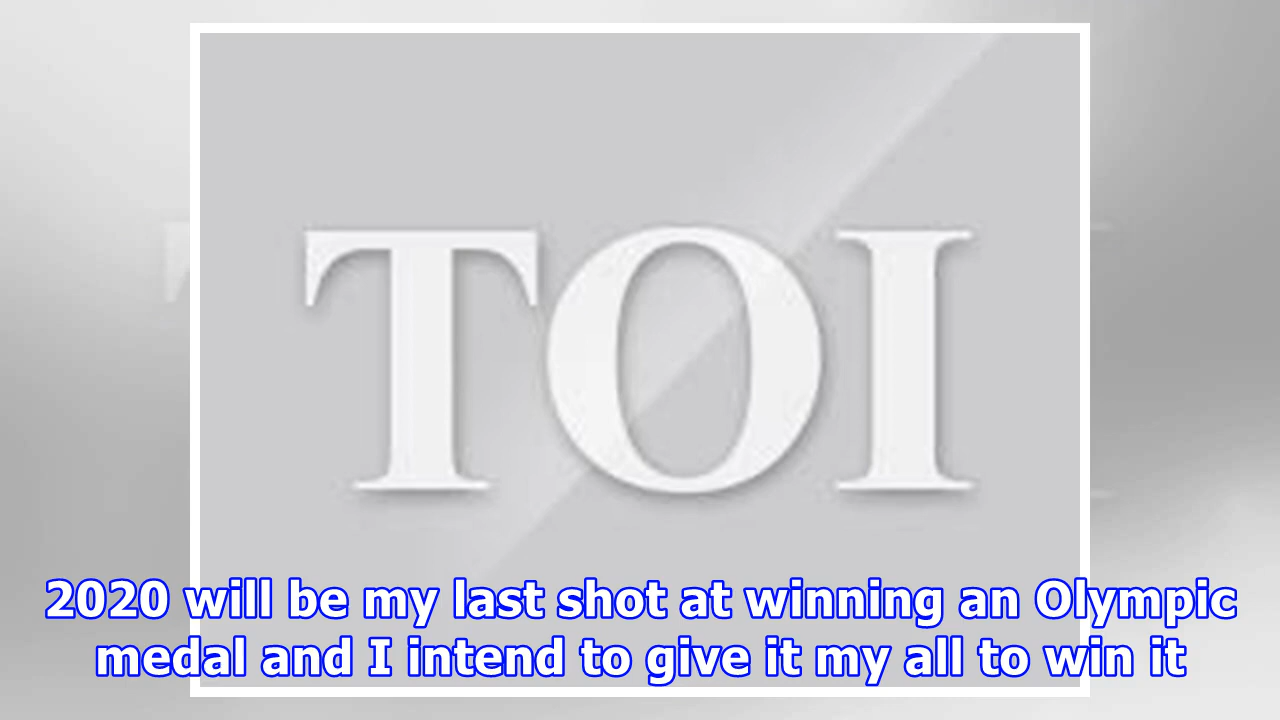 TOI
2020 will be my last shot at winning an Olympic
medal and I intend to give it my all to win it